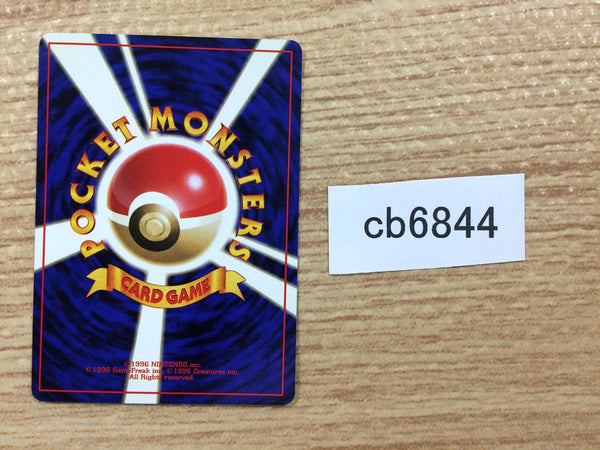 POCKET MONSTERS
CARD GAME
©1996 NINTENDO inc.
©1996 GameFreak inc. ©1996 Creatures inc.
All Rights reserved.
cb6844